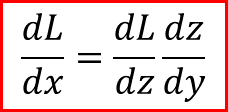 dL/dx = dL/dz dz/dy